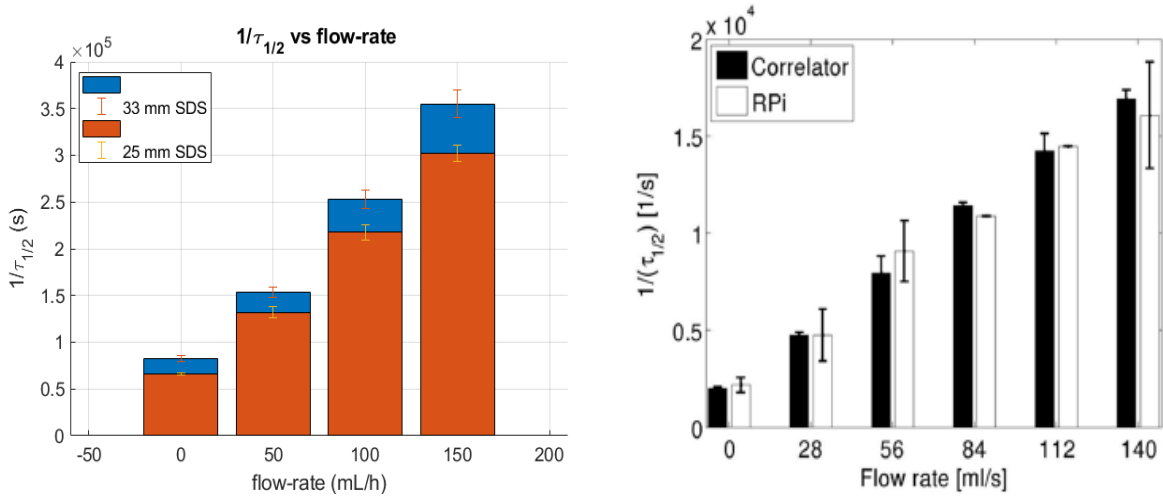 1/τ1/2 vs flow-rate
×10^5
4
3.5
3
2.5
2
1.5
1
0.5
0
1/τ1/2 (s)
33 mm SDS
25 mm SDS
-50 0 50 100 150 200
flow-rate (mL/h)
2 x 10^4
1.5
1
0.5
0
1/(τ1/2) [1/s]
Correlator
RPi
0 28 56 84 112 140
Flow rate [ml/s]